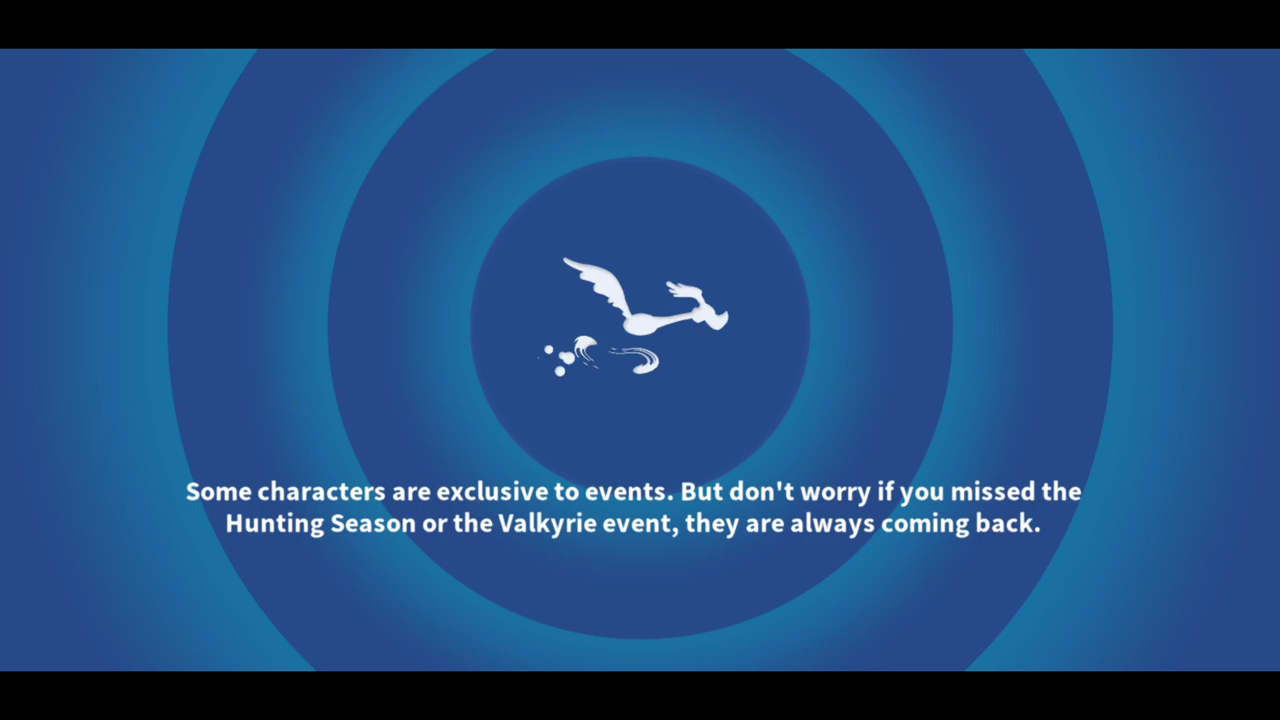 Some characters are exclusive to events. But don't worry if you missed the
Hunting Season or the Valkyrie event, they are always coming back.